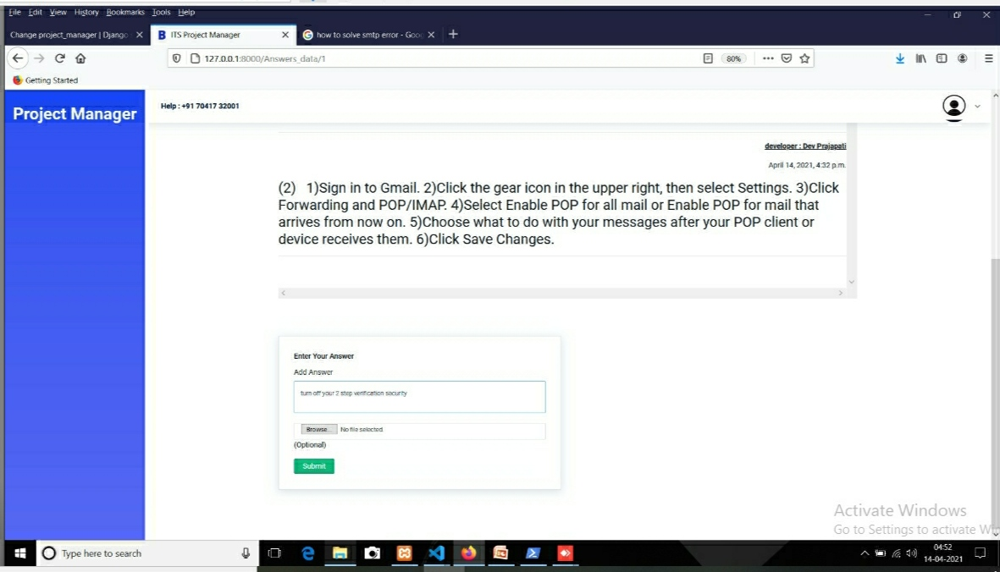 File Edit View History Bookmarks Tools Help
Change project_manager | Django
ITS Project Manager
how to solve smtp error - Goo
127.0.0.1:8000/Answers_data/1
80%
Getting Started
Project Manager
Help : +91 70417 32001
developer : Dev Prajapati
April 14, 2021, 4:32 p.m.
(2) 1)Sign in to Gmail. 2)Click the gear icon in the upper right, then select Settings. 3)Click
Forwarding and POP/IMAP. 4)Select Enable POP for all mail or Enable POP for mail that
arrives from now on. 5)Choose what to do with your messages after your POP client or
device receives them. 6)Click Save Changes.
Enter Your Answer
Add Answer
turn off your 2 step verification security
Browse... No file selected
(Optional)
Submit
Activate Windows
Go to Settings to activate Wi
Type here to search
04:52
14-04-2021